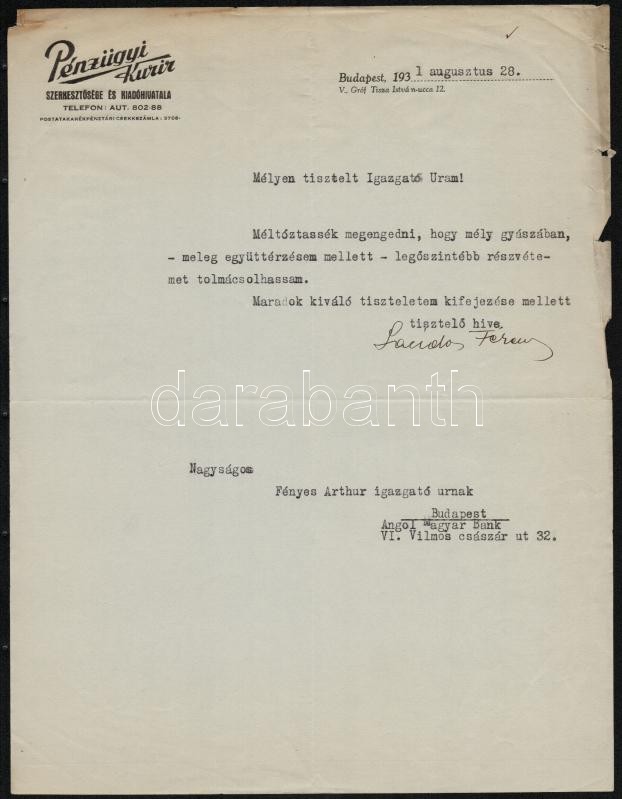 Pénzügyi
Kurir
SZERKESZTŐSÉGE ÉS KIADÓHIVATALA
TELEFON: AUT. 802-88
POSTATAKARÉKPÉNZTÁRI CSEKKSZÁMLA: 3708-
Budapest, 1931 augusztus 28.
V., Gróf Tisza István-ucca 12.
Mélyen tisztelt Igazgató Uram!
Méltóztassék megengedni, hogy mély gyászában,
- meleg együttérzésem mellett - legőszintébb részvéte-
met tolmácsolhassam.
Maradok kiváló tiszteletem kifejezése mellett
tisztelő hive
Ferenc
darabanth
Nagyságos
Fényes Arthur igazgató urnak
Budapest
Angol Magyar Bank
VI. Vilmos császár ut 32.